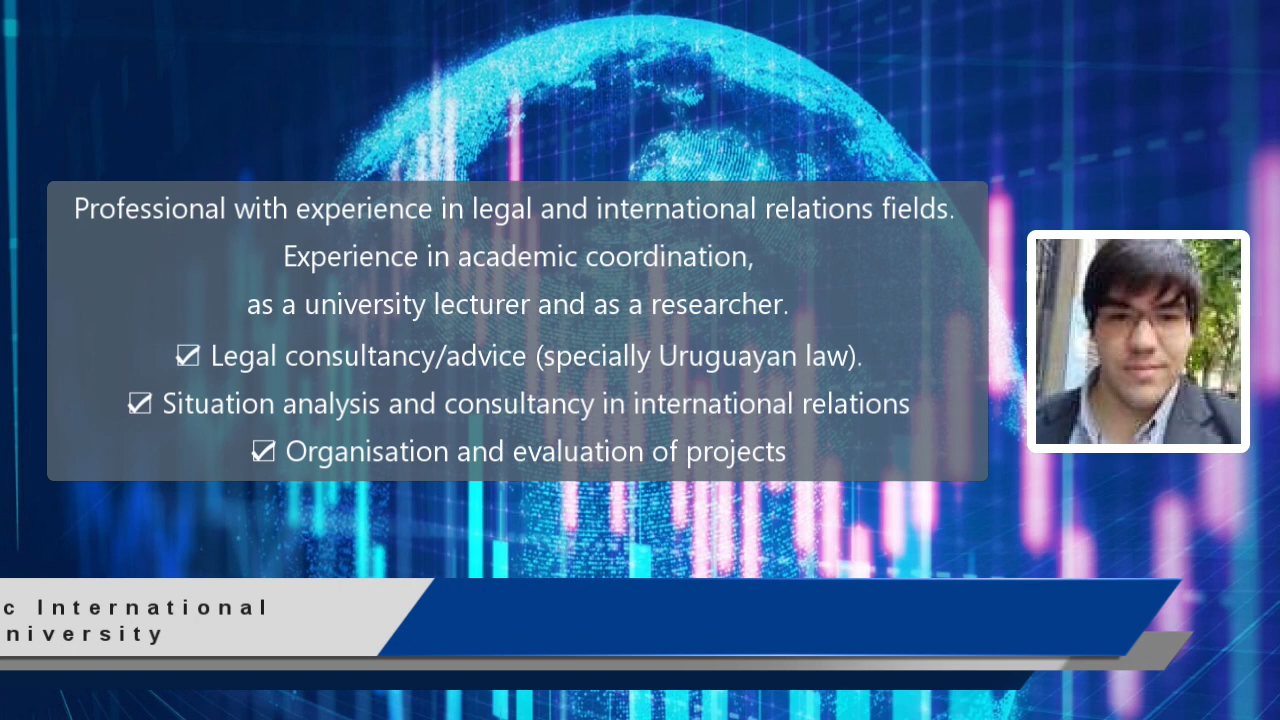 Professional with experience in legal and international relations fields.
Experience in academic coordination,
as a university lecturer and as a researcher.
☑ Legal consultancy/advice (specially Uruguayan law).
☑ Situation analysis and consultancy in international relations
☑ Organisation and evaluation of projects
c International
niversity